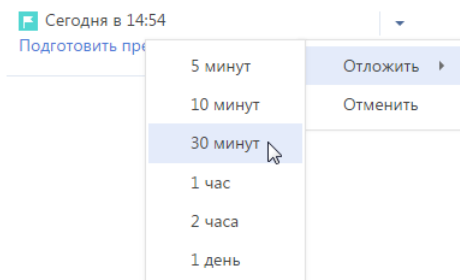 Сегодня в 14:54
Подготовить пре
5 минут
Отложить
10 минут
Отменить
30 минут
1 час
2 часа
1 день